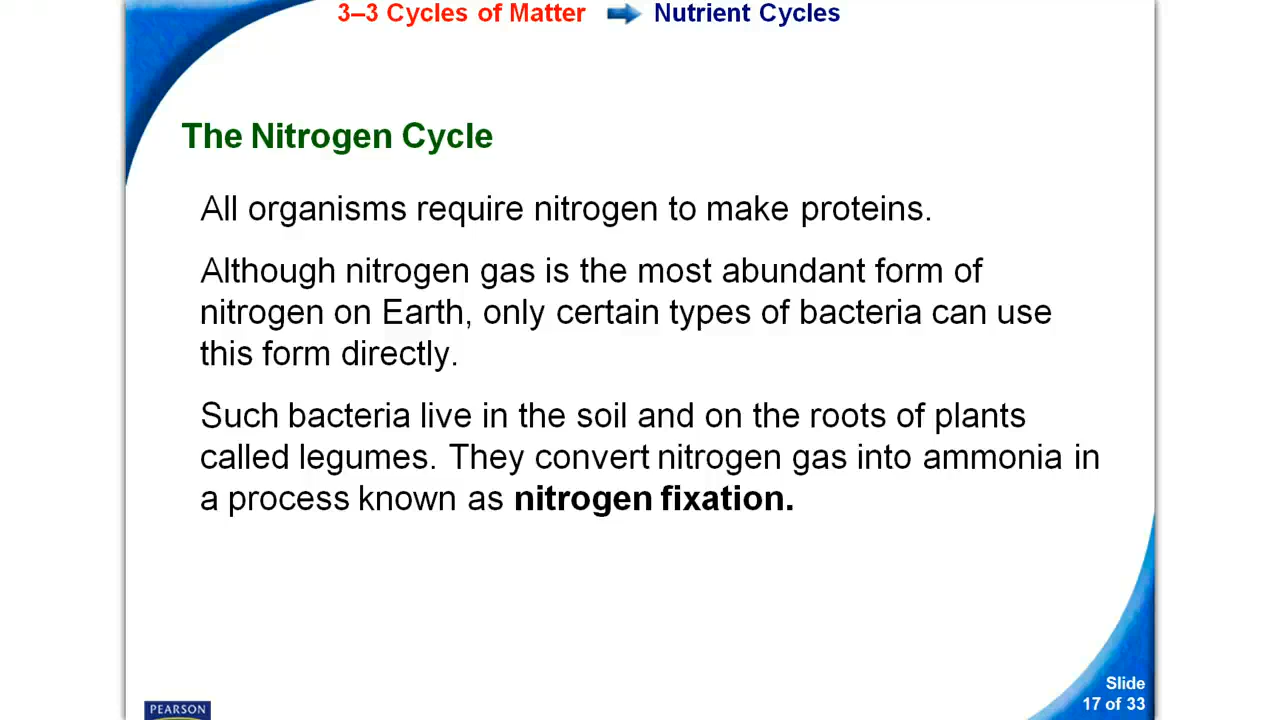 3–3 Cycles of Matter Nutrient Cycles
The Nitrogen Cycle
All organisms require nitrogen to make proteins.
Although nitrogen gas is the most abundant form of
nitrogen on Earth, only certain types of bacteria can use
this form directly.
Such bacteria live in the soil and on the roots of plants
called legumes. They convert nitrogen gas into ammonia in
a process known as nitrogen fixation.
Slide
17 of 33
PEARSON